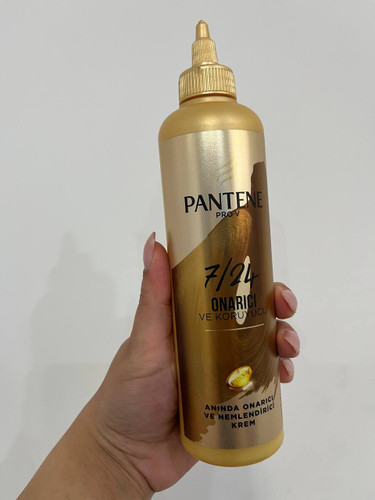 PANTENE
PRO-V
7/24
ONARICI
VE KORUYUCU
ANINDA ONARICI
VE NEMLENDİRİCİ
KREM